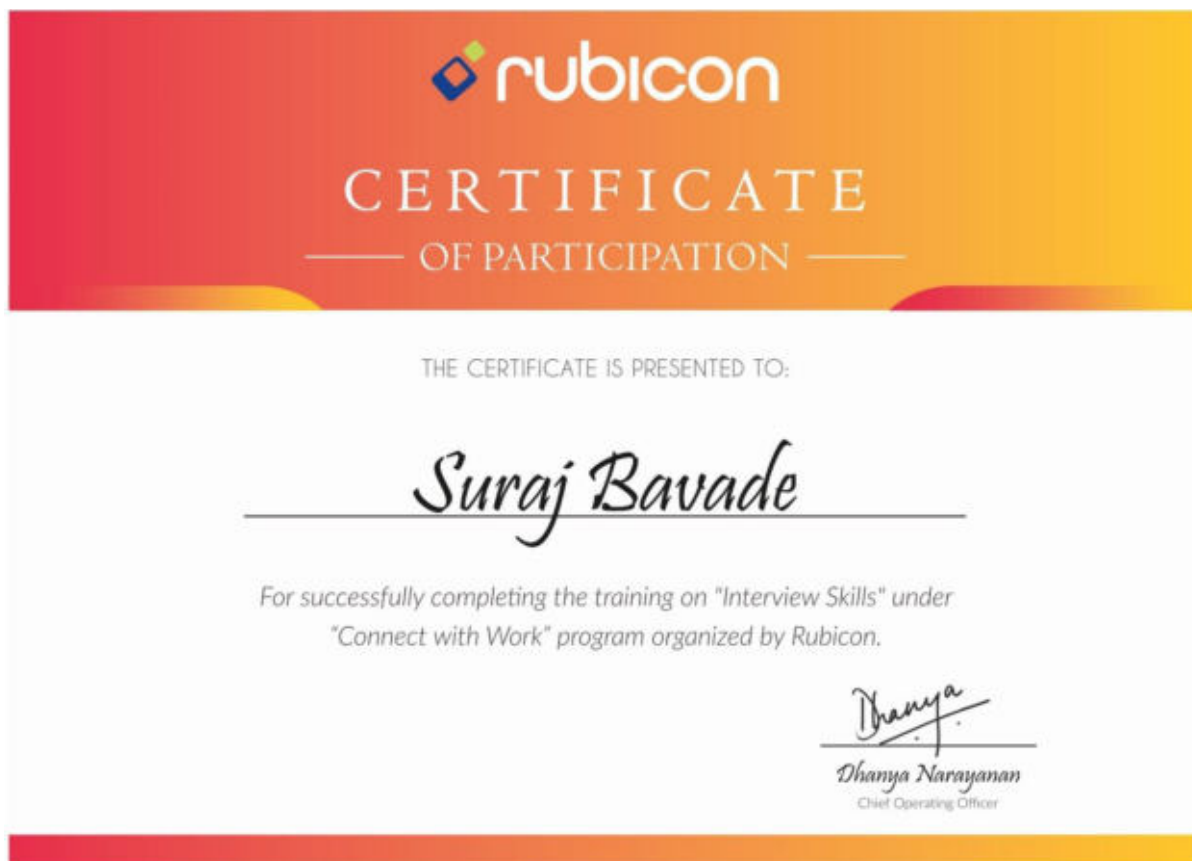 rubicon
CERTIFICATE
OF PARTICIPATION
THE CERTIFICATE IS PRESENTED TO:
Suraj Bavade
For successfully completing the training on "Interview Skills" under
"Connect with Work" program organized by Rubicon.
Dhanya
Dhanya Narayanan
Chief Operating Officer